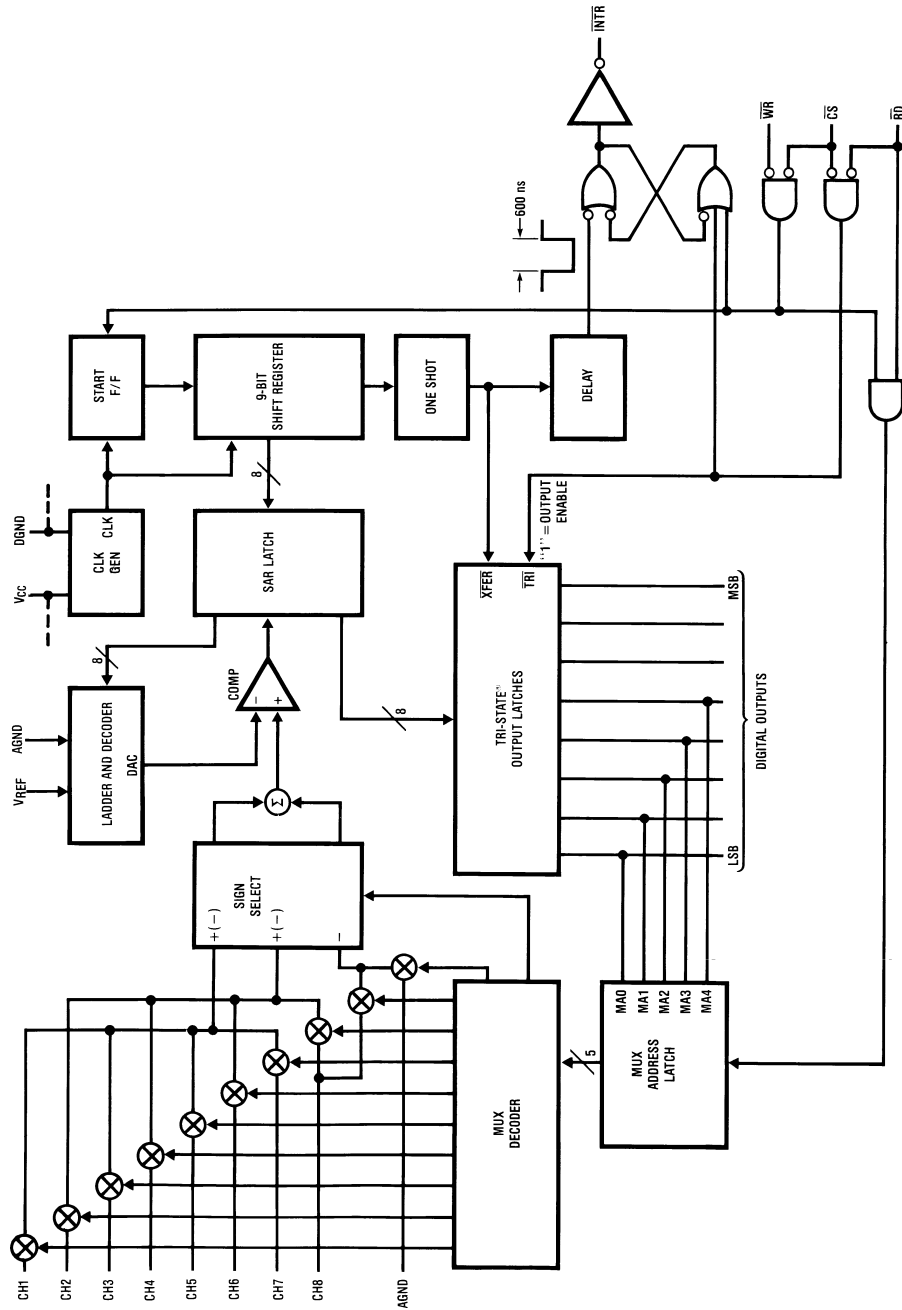 CH1
CH2
CH3
CH4
CH5
CH6
CH7
CH8
AGND
MUX
DECODER
5
MUX
ADDRESS
LATCH
MA0
MA1
MA2
MA3
MA4
SIGN
SELECT
+(−)
+(−)
−
Σ
VREF
AGND
LADDER AND DECODER
DAC
8
COMP
−
+
VCC
DGND
CLK
GEN
CLK
START
F/F
9-BIT
SHIFT REGISTER
8
SAR LATCH
8
ONE SHOT
DELAY
TRI-STATE®
OUTPUT LATCHES
XFER
TRI
"1" = OUTPUT
ENABLE
LSB
MSB
DIGITAL OUTPUTS
600 ns
INTR
WR
CS
RD